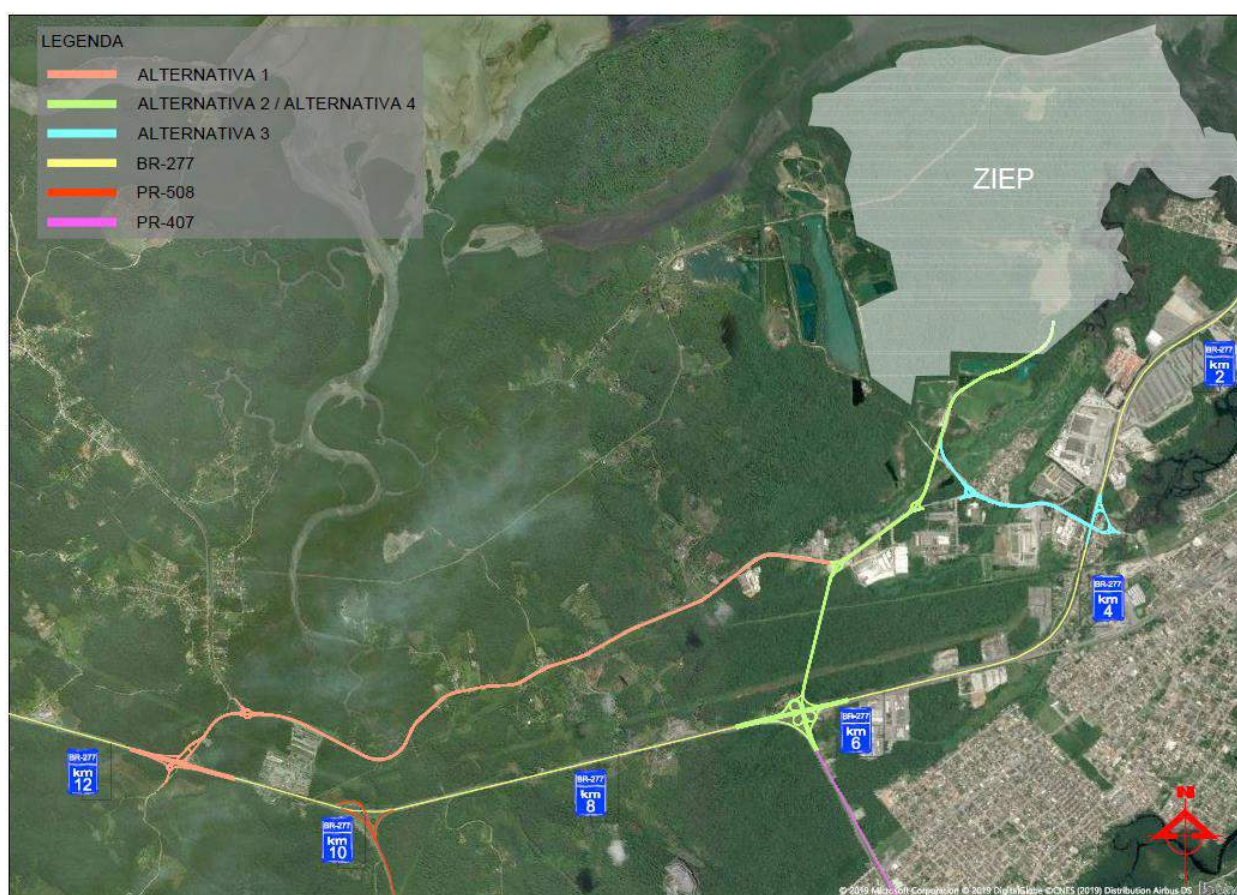 LEGENDA
ALTERNATIVA 1
ALTERNATIVA 2 / ALTERNATIVA 4
ALTERNATIVA 3
BR-277
PR-508
PR-407
ZIEP
BR-277
km
2
BR-277
km
4
BR-277
km
6
BR-277
km
8
BR-277
km
10
BR-277
km
12
N
© 2019 Microsoft Corporation © 2019 DigitalGlobe ©CNES (2019) Distribution Airbus DS